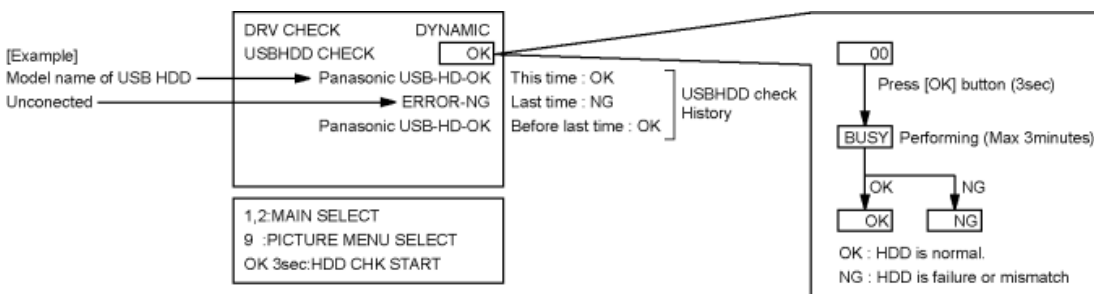 DRV CHECK DYNAMIC
USBHDD CHECK OK
[Example]
Model name of USB HDD Panasonic USB-HD-OK This time : OK
Unconected ERROR-NG Last time : NG
Panasonic USB-HD-OK Before last time : OK
USBHDD check
History
1,2:MAIN SELECT
9 :PICTURE MENU SELECT
OK 3sec:HDD CHK START
00
Press [OK] button (3sec)
BUSY Performing (Max 3minutes)
OK NG
OK NG
OK : HDD is normal.
NG : HDD is failure or mismatch